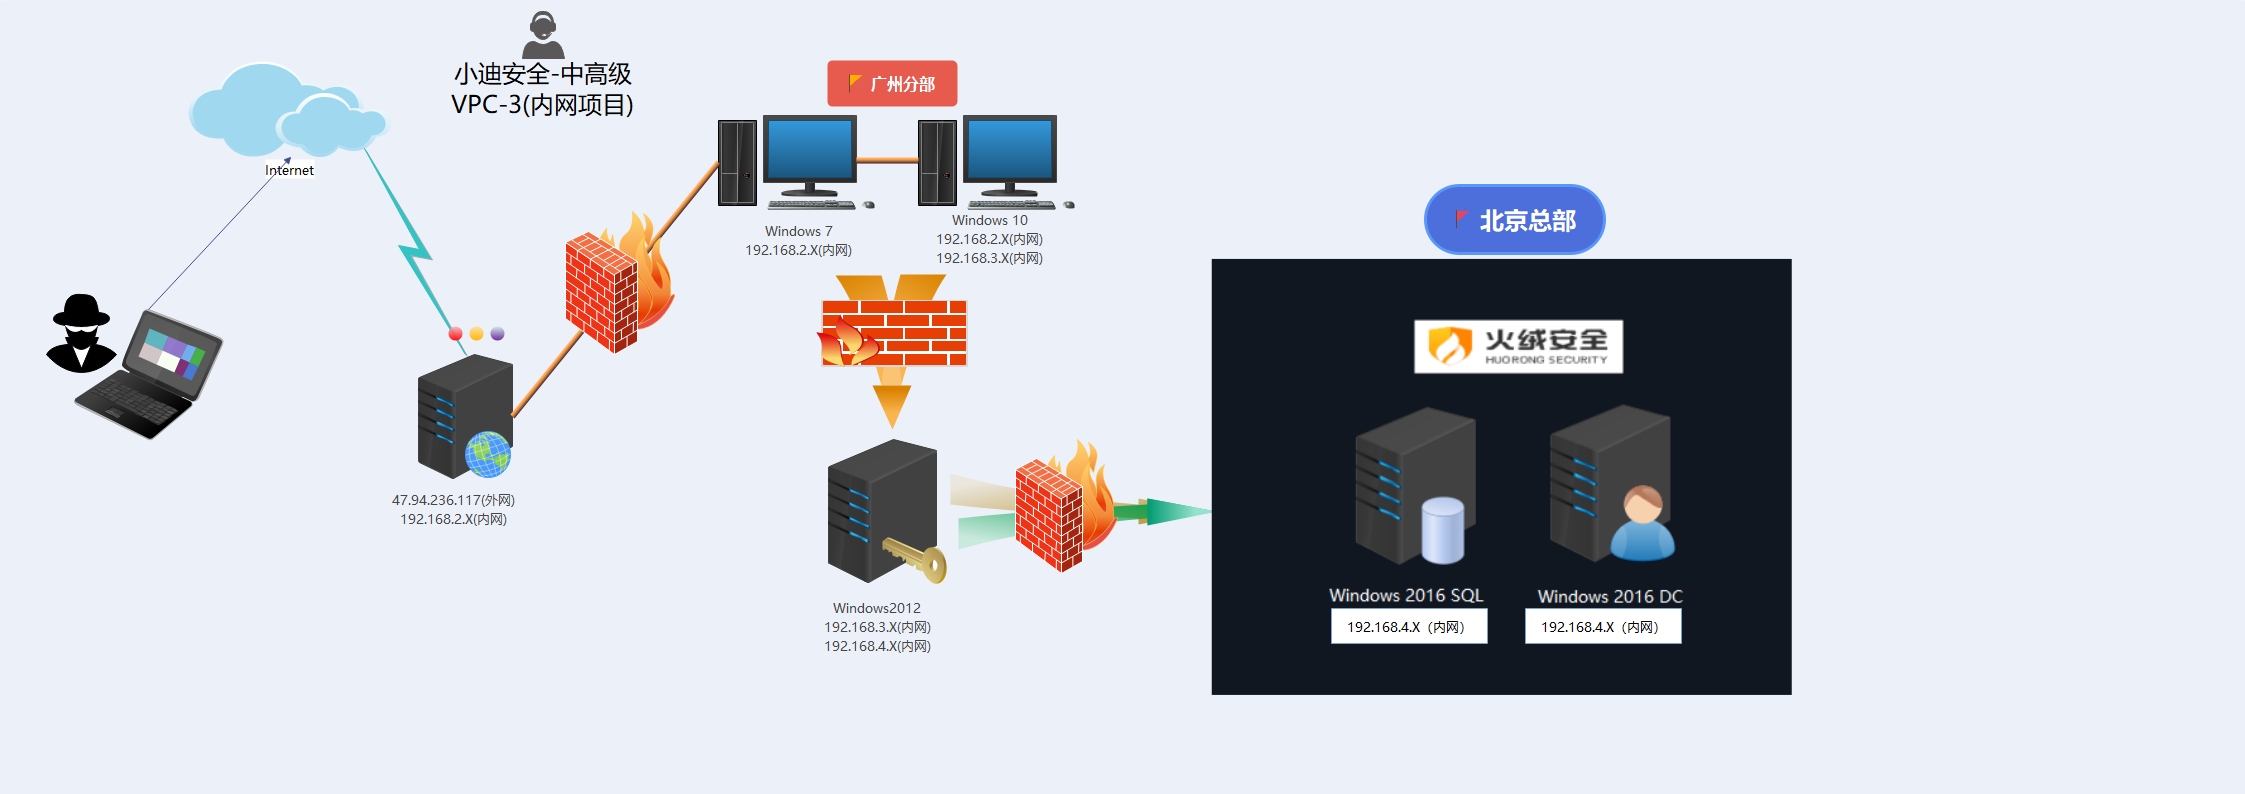 小迪安全-中高级
VPC-3(内网项目)
Internet
47.94.236.117(外网)
192.168.2.X(内网)
广州分部
Windows 7
192.168.2.X(内网)
Windows 10
192.168.2.X(内网)
192.168.3.X(内网)
Windows2012
192.168.3.X(内网)
192.168.4.X(内网)
北京总部
火绒安全
HUORONG SECURITY
Windows 2016 SQL
192.168.4.X（内网）
Windows 2016 DC
192.168.4.X（内网）